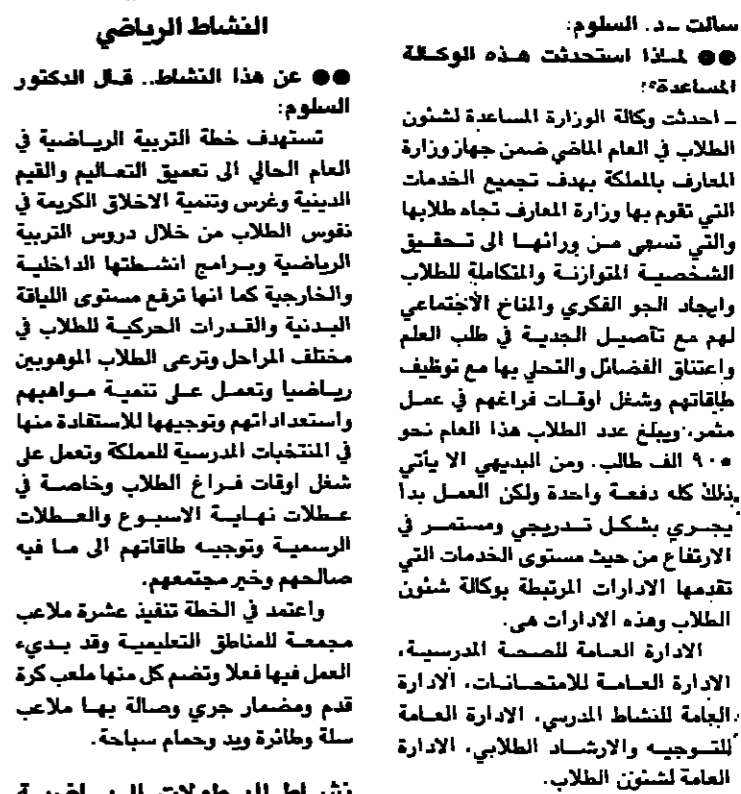 سالت ـ د. السلوم:
●● لماذا استحدثت هذه الوكالة
المساعدة؟!
ـ احدثت وكالة الوزارة المساعدة لشئون
الطلاب في العام الماضي ضمن جهاز وزارة
المعارف بالمملكة بهدف تجميع الخدمات
التي تقوم بها وزارة المعارف تجاه طلابها
والتي تسعى من ورائها الى تحقيق
الشخصية المتوازنة والمتكاملة للطلاب
وايجاد الجو الفكري والمناخ الاجتماعي
لهم مع تأصيل الجدية في طلب العلم
واعتناق الفضائل والتحلي بها مع توظيف
طاقاتهم وشغل اوقات فراغهم في عمل
مثمر، ويبلغ عدد الطلاب هذا العام نحو
٩٠٥ الف طالب. ومن البديهي الا يأتي
ذلك كله دفعة واحدة ولكن العمل بدا
يجري بشكل تدريجي ومستمر في
الارتفاع من حيث مستوى الخدمات التي
تقدمها الادارات المرتبطة بوكالة شئون
الطلاب وهذه الادارات هى.
الادارة العامة للصحة المدرسية،
الادارة العامة للامتحانات، الادارة
العامة للنشاط المدرسي، الادارة العامة
للتوجيه والارشاد الطلابي، الادارة
العامة لشئون الطلاب.
النشاط الرياضي
●● عن هذا النشاط.. قال الدكتور
السلوم:
تستهدف خطة التربية الرياضية في
العام الحالي الى تعميق التعاليم والقيم
الدينية وغرس وتنمية الاخلاق الكريمة في
نفوس الطلاب من خلال دروس التربية
الرياضية وبرامج انشطتها الداخلية
والخارجية كما انها ترفع مستوى اللياقة
البدنية والقدرات الحركية للطلاب في
مختلف المراحل وترعى الطلاب الموهوبين
رياضيا وتعمل على تنمية مواهبهم
واستعداداتهم وتوجيهها للاستفادة منها
في المنتخبات المدرسية للمملكة وتعمل على
شغل اوقات فراغ الطلاب وخاصة في
عطلات نهاية الاسبوع والعطلات
الرسمية وتوجيه طاقاتهم الى ما فيه
صالحهم وخير مجتمعهم.
واعتمد في الخطة تنفيذ عشرة ملاعب
مجمعة للمناطق التعليمية وقد بديء
العمل فيها فعلا وتضم كل منها ملعب كرة
قدم ومضمار جري وصالة بها ملاعب
سلة وطائرة ويد وحمام سباحة.